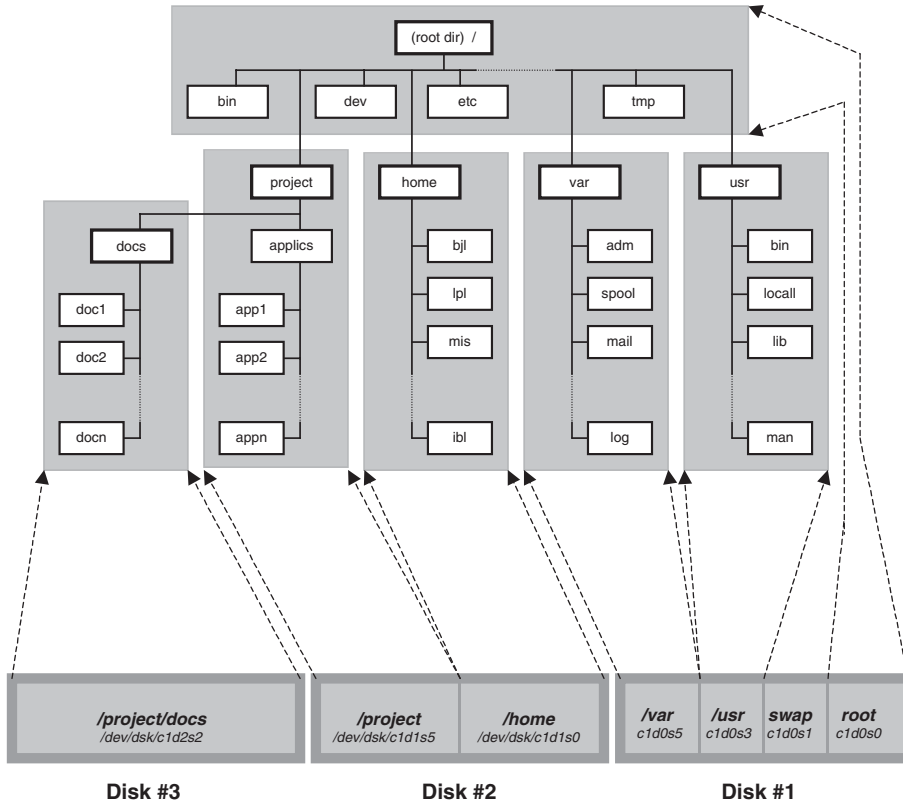 (root dir) /
bin
dev
etc
tmp
project
home
var
usr
docs
applics
bjl
adm
bin
doc1
app1
lpl
spool
locall
doc2
app2
mis
mail
lib
docn
appn
ibl
log
man
/project/docs
/dev/dsk/c1d2s2
/project
/dev/dsk/c1d1s5
/home
/dev/dsk/c1d1s0
/var
c1d0s5
/usr
c1d0s3
swap
c1d0s1
root
c1d0s0
Disk #3
Disk #2
Disk #1